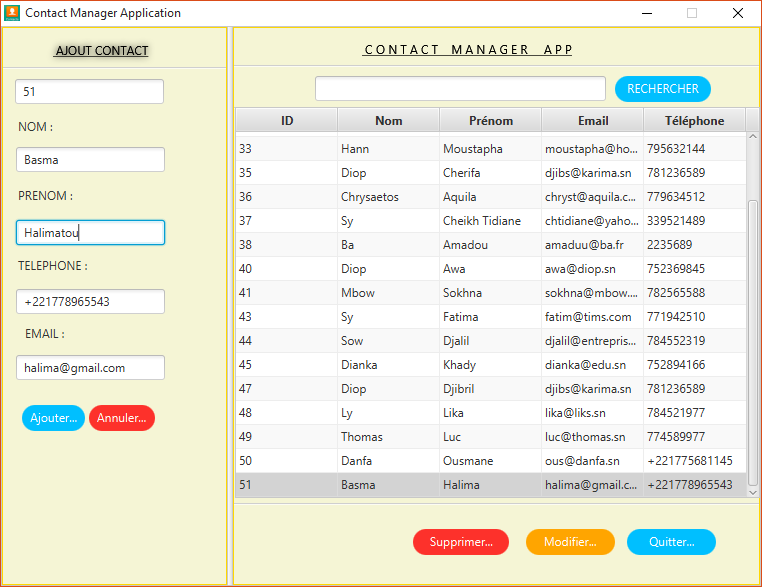 Contact Manager Application
AJOUT CONTACT
51
NOM :
Basma
PRENOM :
Halimatou
TELEPHONE :
+221778965543
EMAIL :
halima@gmail.com
Ajouter... Annuler...
CONTACT MANAGER APP
RECHERCHER
ID Nom Prénom Email Téléphone
33 Hann Moustapha moustapha@ho... 795632144
35 Diop Cherifa djibs@karima.sn 781236589
36 Chrysaetos Aquila chryst@aquila.c... 779634512
37 Sy Cheikh Tidiane chtidiane@yaho... 339521489
38 Ba Amadou amaduu@ba.fr 2235689
40 Diop Awa awa@diop.sn 752369845
41 Mbow Sokhna sokhna@mbow.... 782565588
43 Sy Fatima fatim@tims.com 771942510
44 Sow Djalil djalil@entrepris... 784552319
45 Dianka Khady dianka@edu.sn 752894166
47 Diop Djibril djibs@karima.sn 781236589
48 Ly Lika lika@liks.sn 784521977
49 Thomas Luc luc@thomas.sn 774589977
50 Danfa Ousmane ous@danfa.sn +221775681145
51 Basma Halima halima@gmail.c... +221778965543
Supprimer... Modifier... Quitter...